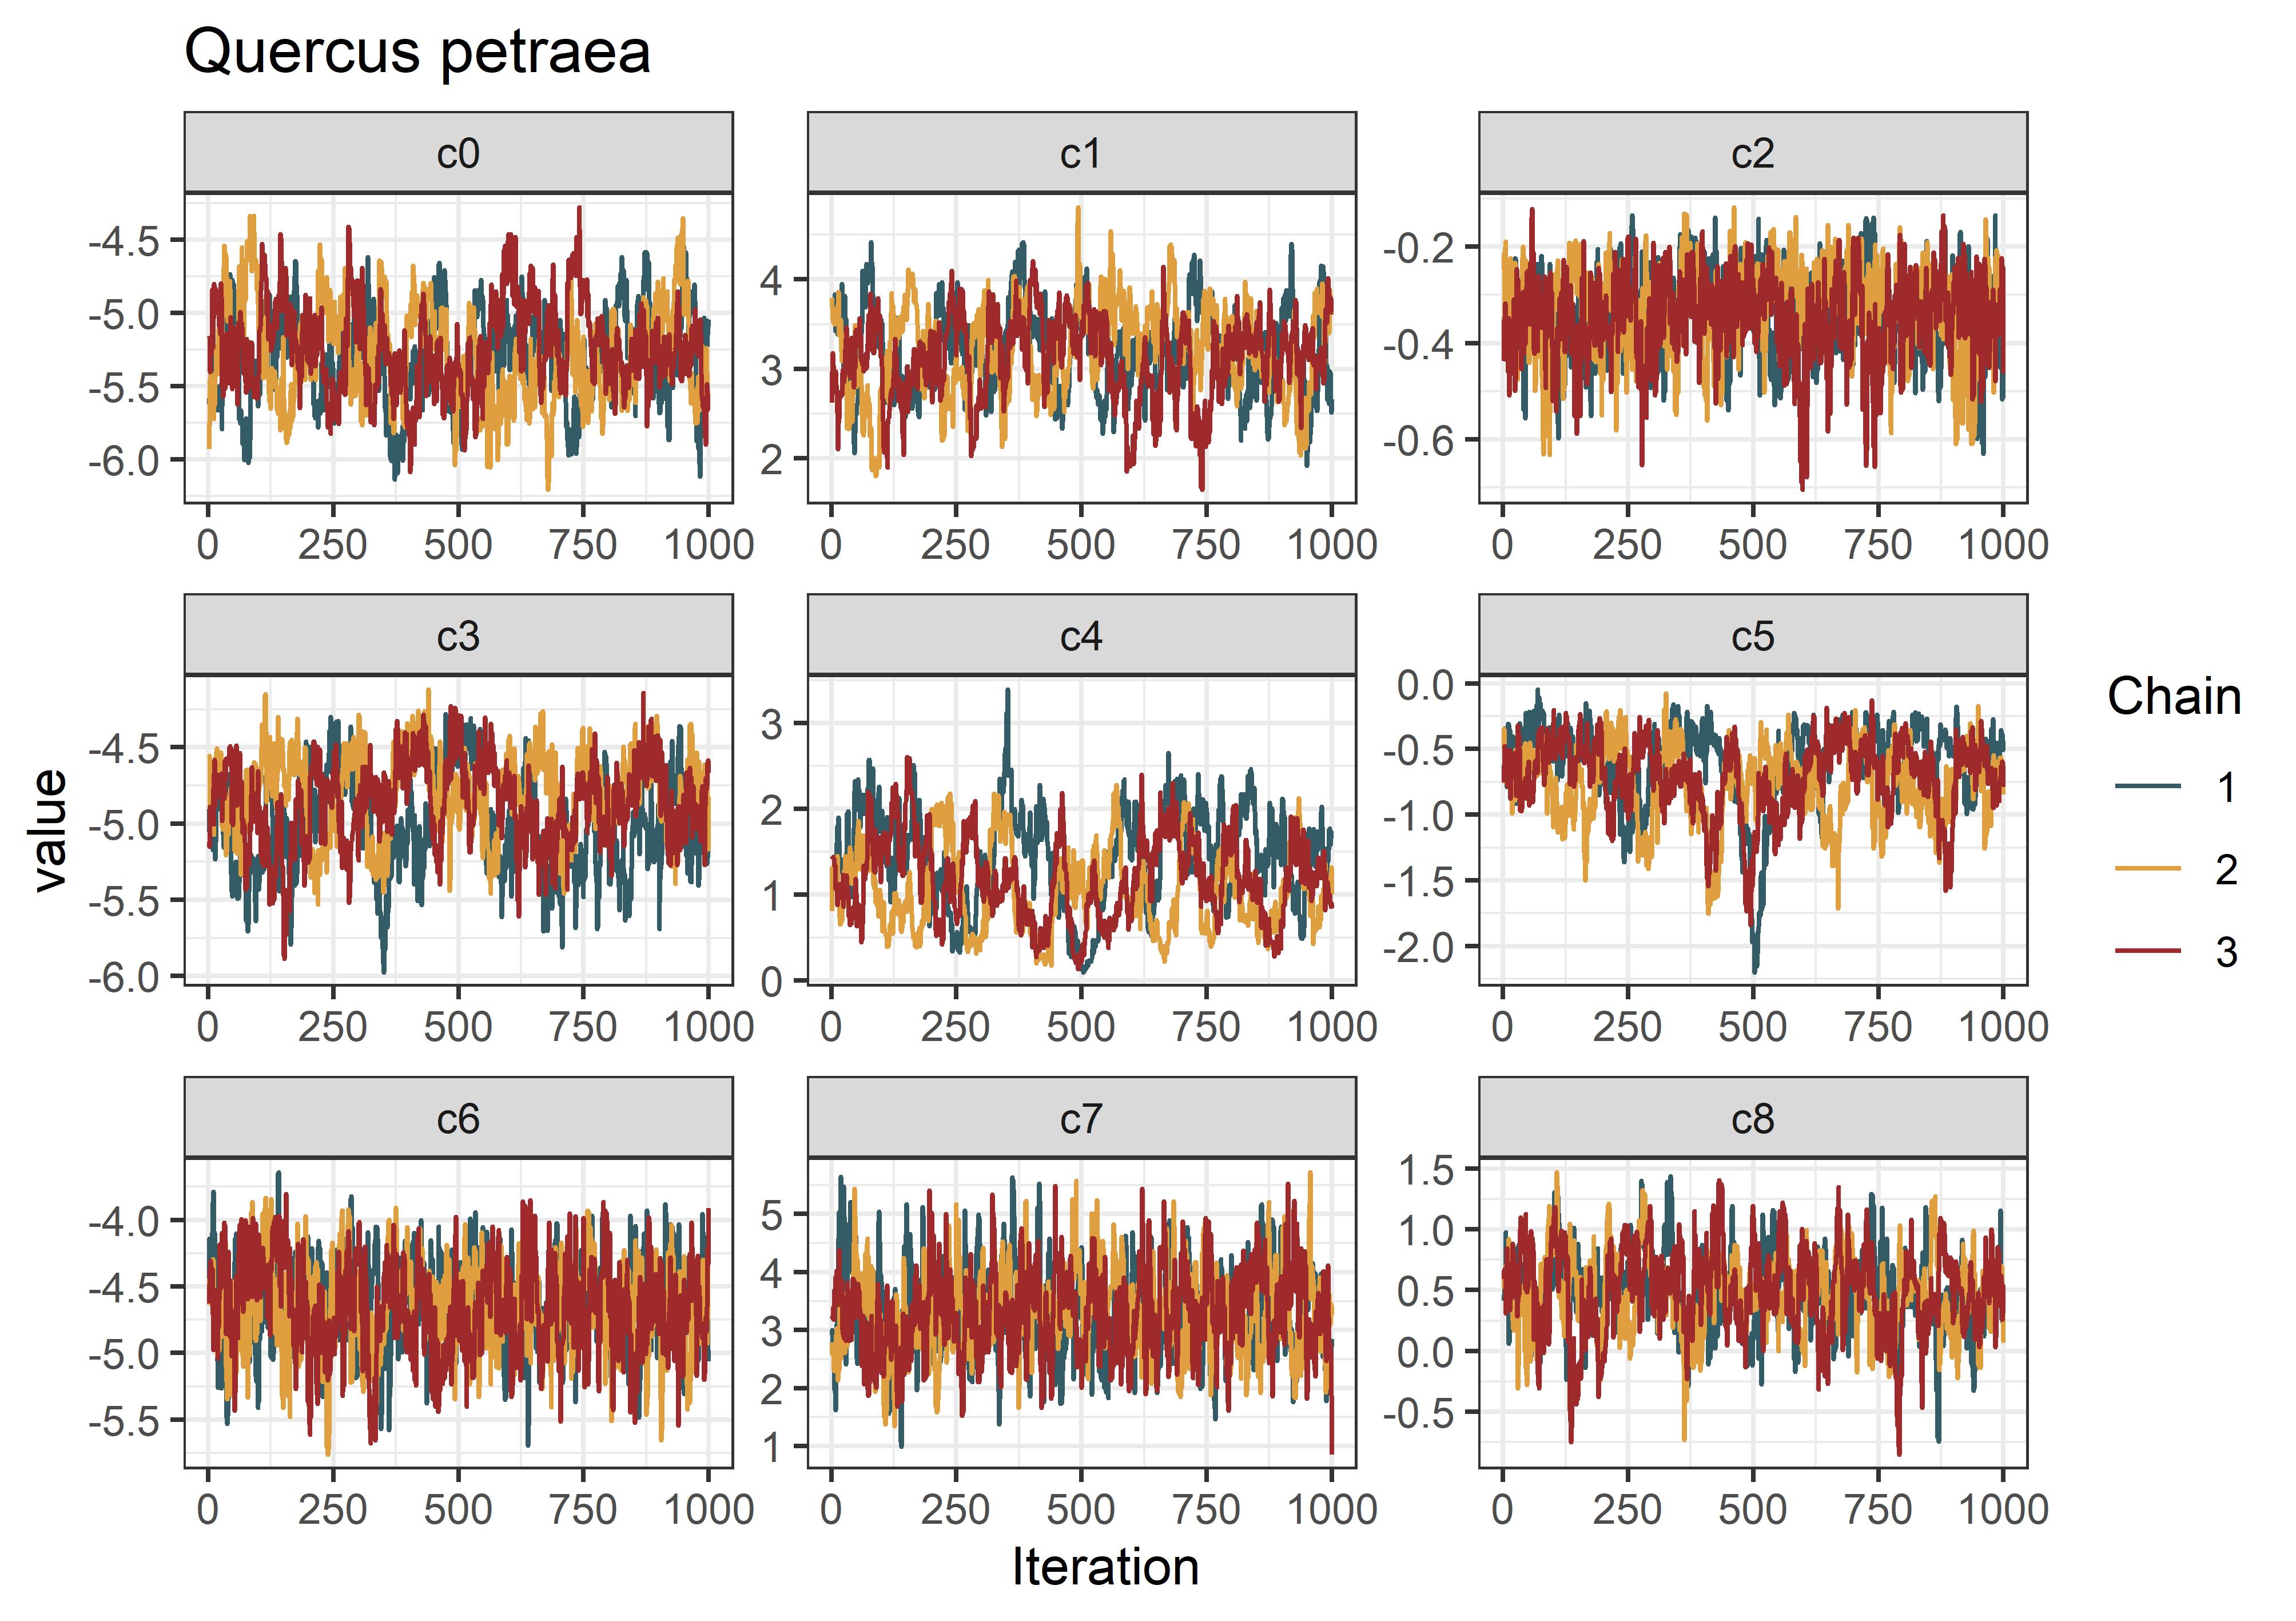 Quercus petraea
c0 c1 c2
-4.5 -5.0 -5.5 -6.0
4 3 2
-0.2 -0.4 -0.6
0 250 500 750 1000 0 250 500 750 1000 0 250 500 750 1000
c3 c4 c5
-4.5 -5.0 -5.5 -6.0
3 2 1 0
0.0 -0.5 -1.0 -1.5 -2.0
0 250 500 750 1000 0 250 500 750 1000 0 250 500 750 1000
c6 c7 c8
-4.0 -4.5 -5.0 -5.5
5 4 3 2 1
1.5 1.0 0.5 0.0 -0.5
0 250 500 750 1000 0 250 500 750 1000 0 250 500 750 1000
value
Iteration
Chain
1
2
3